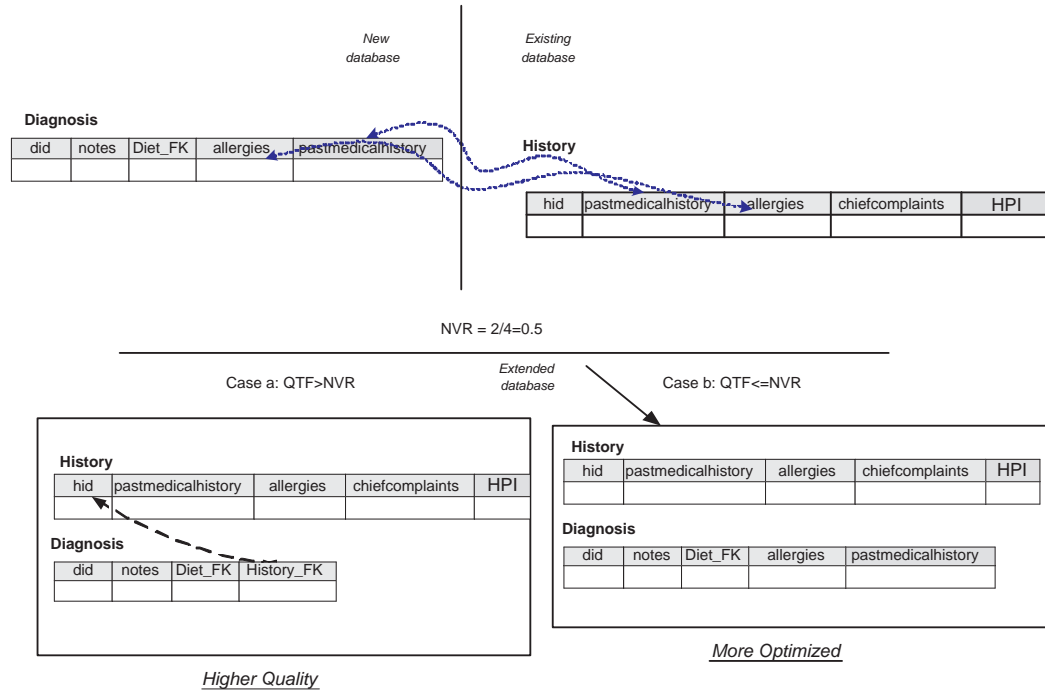 New
database
Existing
database
Diagnosis
did notes Diet_FK allergies pastmedicalhistory
History
hid pastmedicalhistory allergies chiefcomplaints HPI
NVR = 2/4=0.5
Case a: QTF>NVR
Extended
database
Case b: QTF<=NVR
History
hid pastmedicalhistory allergies chiefcomplaints HPI
Diagnosis
did notes Diet_FK History_FK
Higher Quality
History
hid pastmedicalhistory allergies chiefcomplaints HPI
Diagnosis
did notes Diet_FK allergies pastmedicalhistory
More Optimized